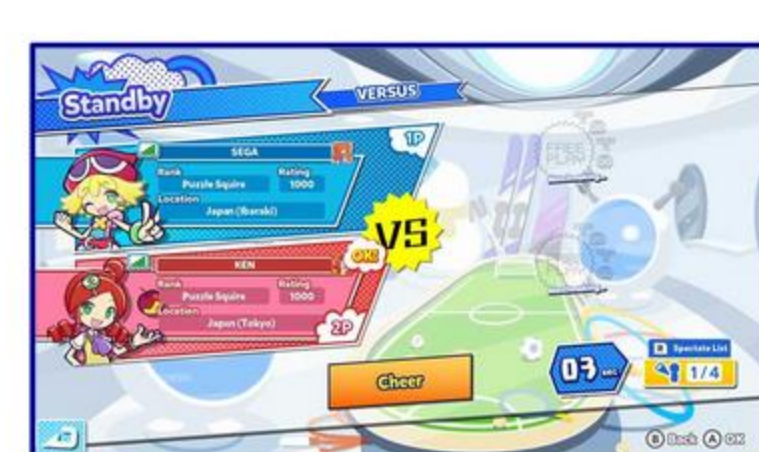 Standby
VERSUS
1P
SEGA
Rank
Rating
Puzzle Squire
1000
Location
Japan (Ibaraki)
VS
OK!
KEN
Rank
Rating
Puzzle Squire
1000
Location
Japan (Tokyo)
2P
FREE
PLAY
Cheer
03 sec
R Spectate List
1/4
B Back A OK